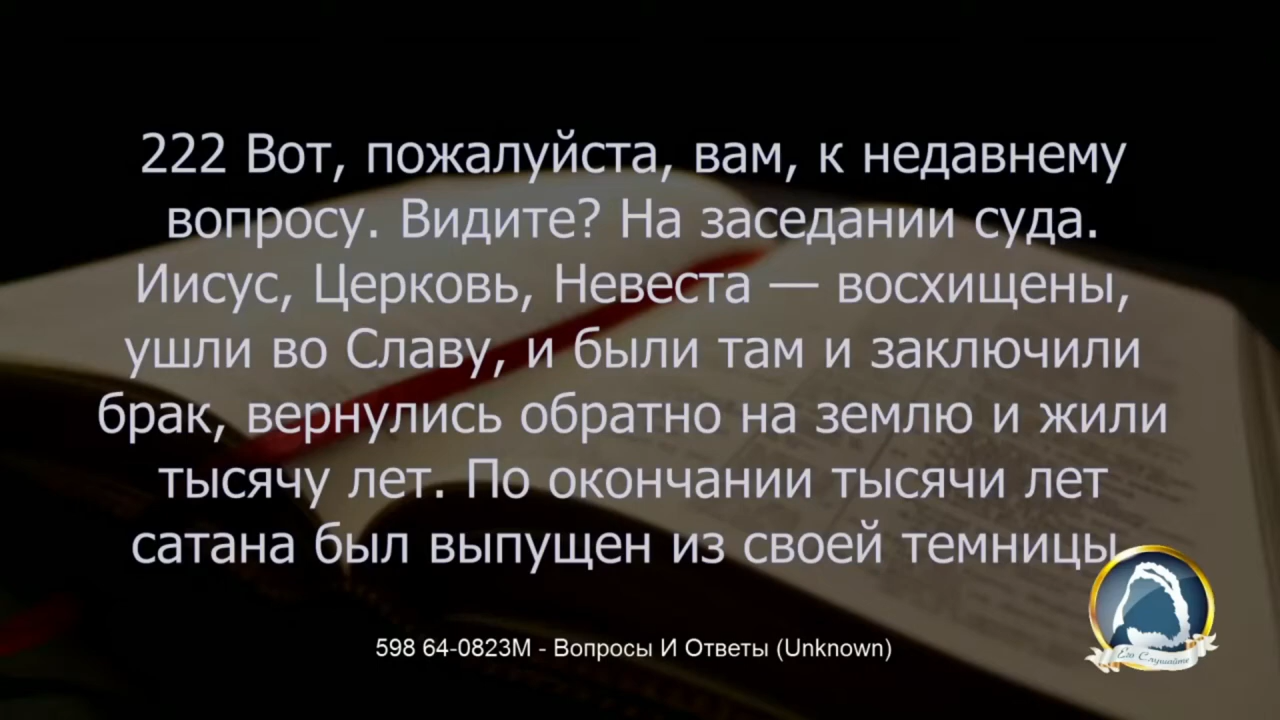 222 Вот, пожалуйста, вам, к недавнему
вопросу. Видите? На заседании суда.
Иисус, Церковь, Невеста — восхищены,
ушли во Славу, и были там и заключили
брак, вернулись обратно на землю и жили
тысячу лет. По окончании тысячи лет
сатана был выпущен из своей темницы
598 64-0823M - Вопросы И Ответы (Unknown)
Его Слушайте